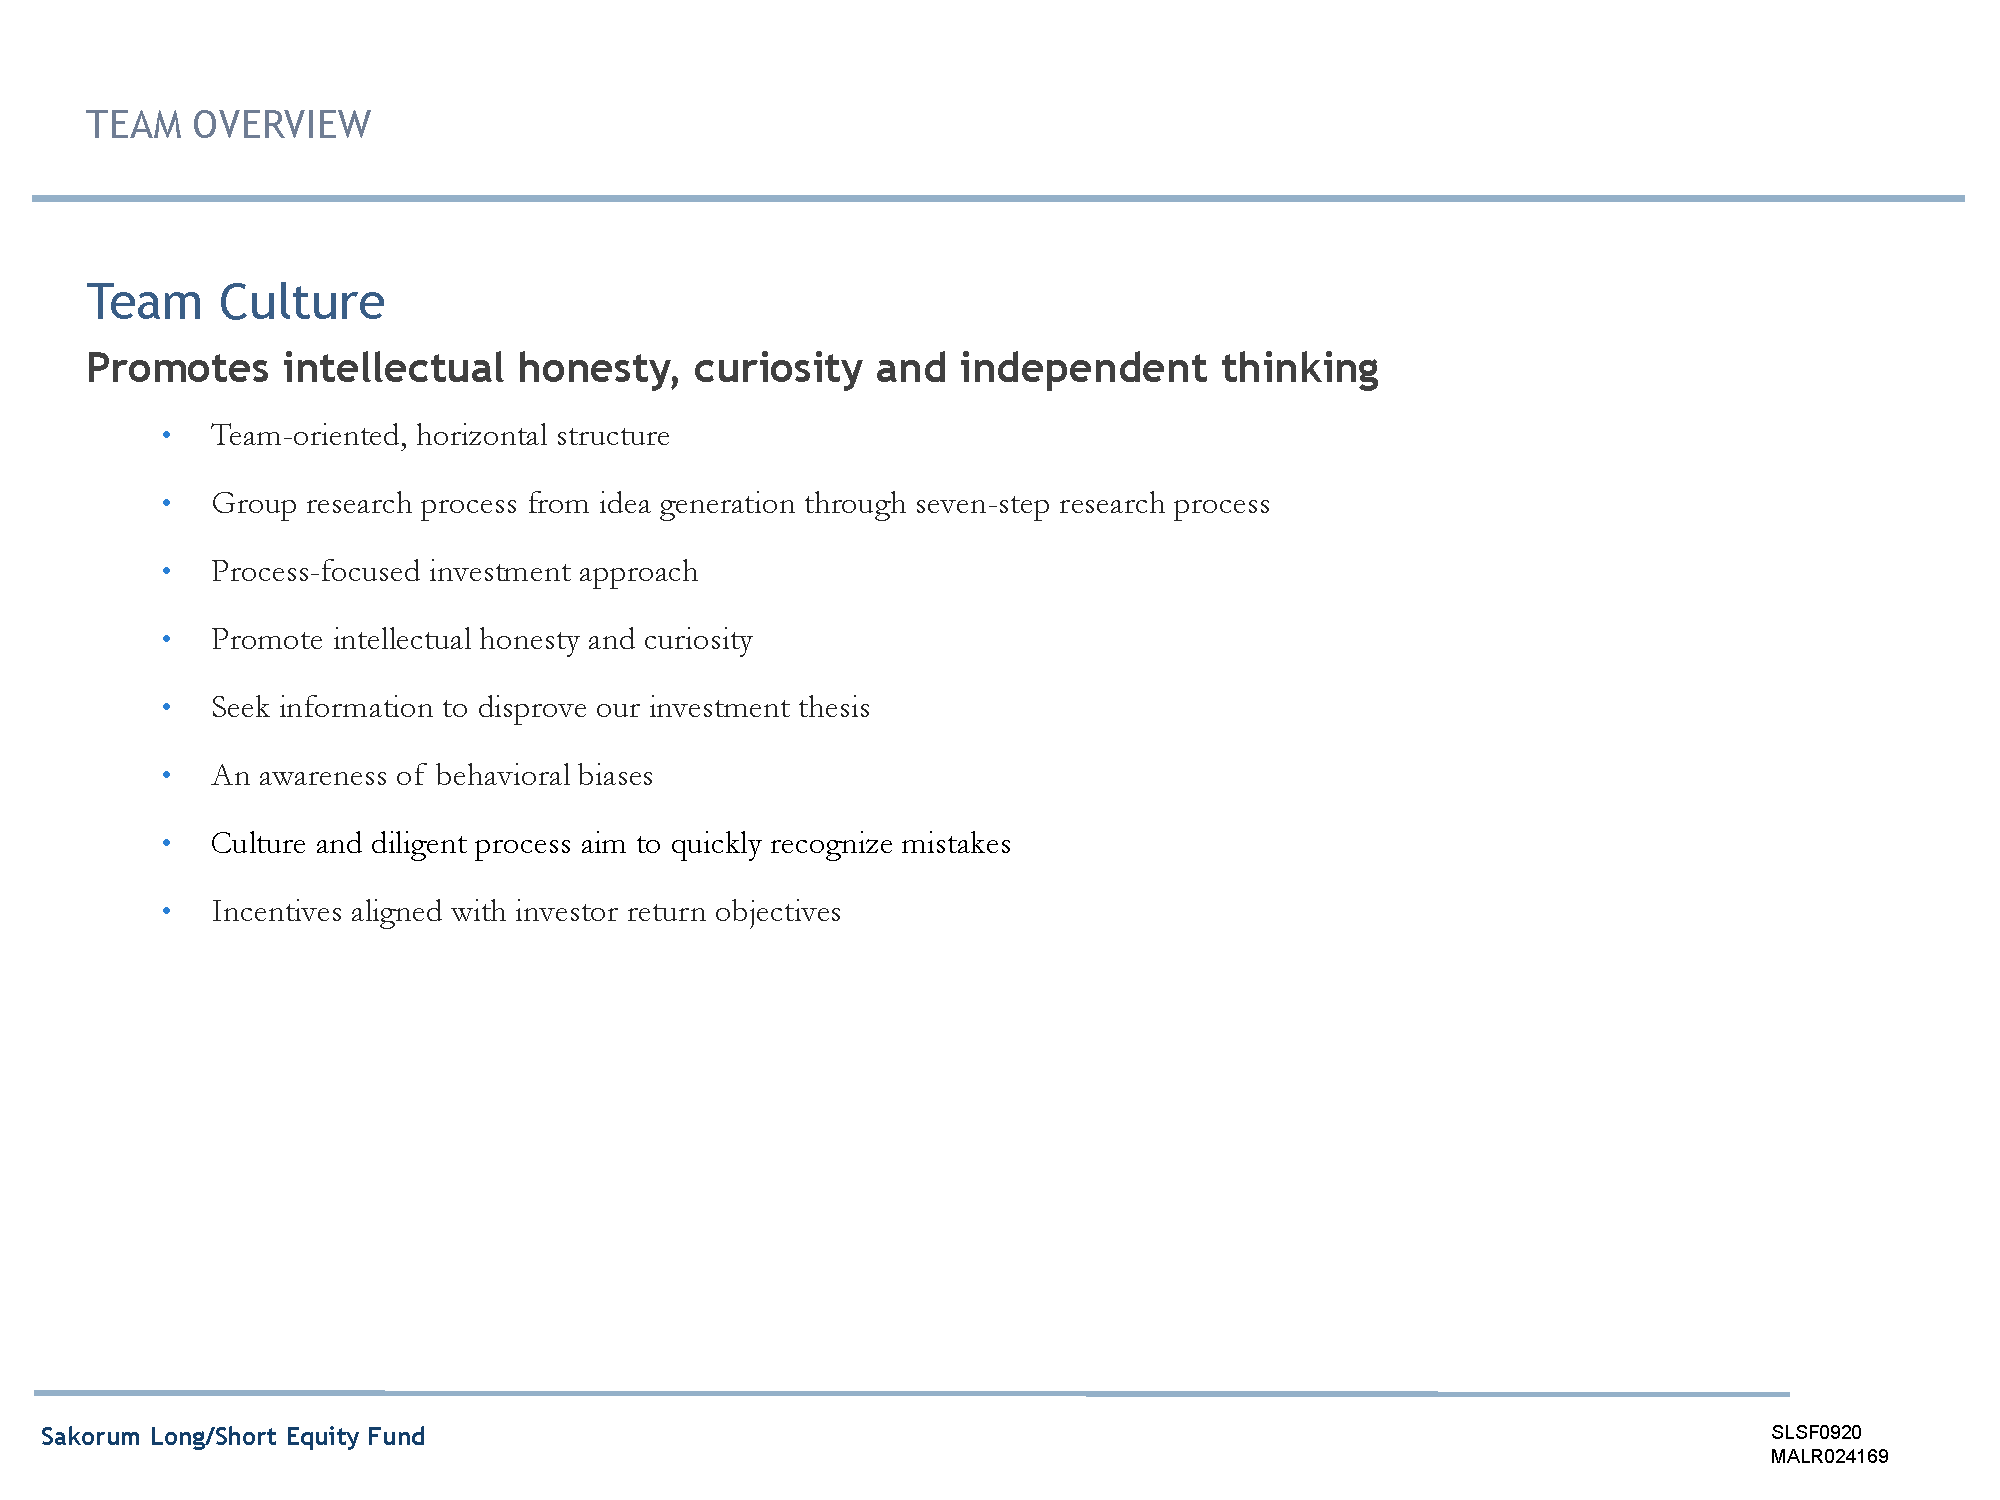 TEAM OVERVIEW
Team Culture
Promotes intellectual honesty, curiosity and independent thinking
• Team-oriented, horizontal structure
• Group research process from idea generation through seven-step research process
• Process-focused investment approach
• Promote intellectual honesty and curiosity
• Seek information to disprove our investment thesis
• An awareness of behavioral biases
• Culture and diligent process aim to quickly recognize mistakes
• Incentives aligned with investor return objectives
Sakorum Long/Short Equity Fund
SLSF0920
MALR024169